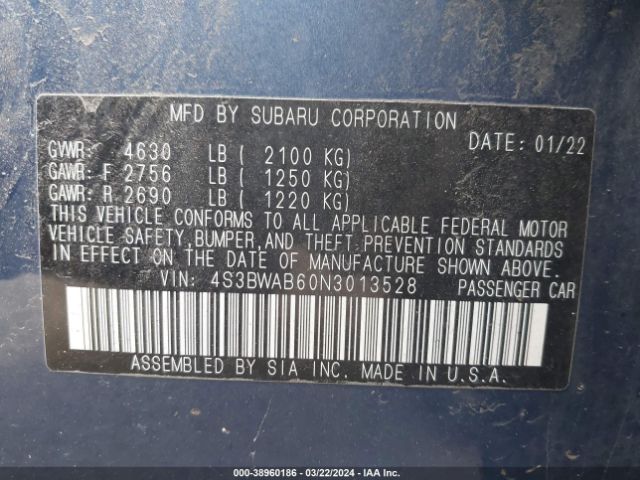 MFD BY SUBARU CORPORATION
DATE: 01/22
GVWR: 4630 LB ( 2100 KG)
GAWR: F 2756 LB ( 1250 KG)
GAWR: R 2690 LB ( 1220 KG)
THIS VEHICLE CONFORMS TO ALL APPLICABLE FEDERAL MOTOR
VEHICLE SAFETY, BUMPER, AND THEFT PREVENTION STANDARDS
IN EFFECT ON THE DATE OF MANUFACTURE SHOWN ABOVE.
VIN: 4S3BWAB60N3013528 PASSENGER CAR
ASSEMBLED BY SIA INC. MADE IN U.S.A.
000-38960186 - 03/22/2024 - IAA Inc.